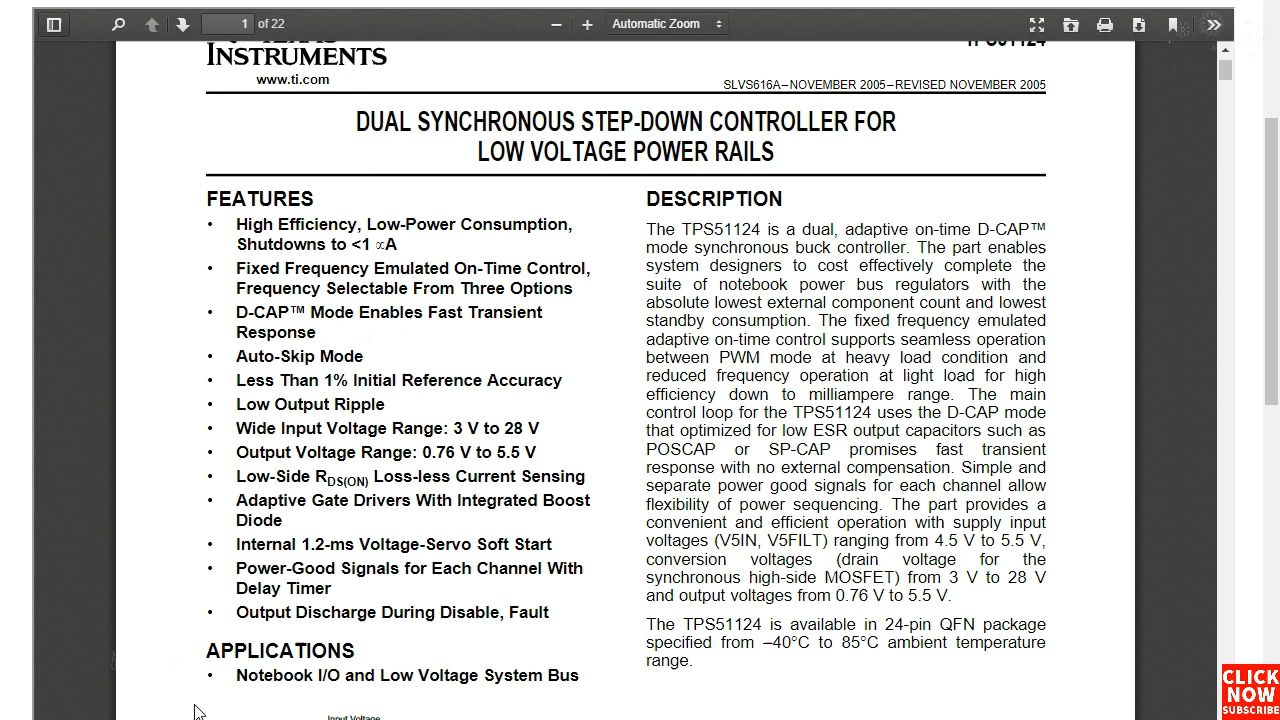 1 of 22
Automatic Zoom
INSTRUMENTS
www.ti.com
TPS51124
SLVS616A–NOVEMBER 2005–REVISED NOVEMBER 2005
DUAL SYNCHRONOUS STEP-DOWN CONTROLLER FOR
LOW VOLTAGE POWER RAILS
FEATURES
• High Efficiency, Low-Power Consumption,
Shutdowns to <1 ∝A
• Fixed Frequency Emulated On-Time Control,
Frequency Selectable From Three Options
• D-CAP™ Mode Enables Fast Transient
Response
• Auto-Skip Mode
• Less Than 1% Initial Reference Accuracy
• Low Output Ripple
• Wide Input Voltage Range: 3 V to 28 V
• Output Voltage Range: 0.76 V to 5.5 V
• Low-Side RDS(ON) Loss-less Current Sensing
• Adaptive Gate Drivers With Integrated Boost
Diode
• Internal 1.2-ms Voltage-Servo Soft Start
• Power-Good Signals for Each Channel With
Delay Timer
• Output Discharge During Disable, Fault
APPLICATIONS
• Notebook I/O and Low Voltage System Bus
Input Voltage
DESCRIPTION
The TPS51124 is a dual, adaptive on-time D-CAP™
mode synchronous buck controller. The part enables
system designers to cost effectively complete the
suite of notebook power bus regulators with the
absolute lowest external component count and lowest
standby consumption. The fixed frequency emulated
adaptive on-time control supports seamless operation
between PWM mode at heavy load condition and
reduced frequency operation at light load for high
efficiency down to milliampere range. The main
control loop for the TPS51124 uses the D-CAP mode
that optimized for low ESR output capacitors such as
POSCAP or SP-CAP promises fast transient
response with no external compensation. Simple and
separate power good signals for each channel allow
flexibility of power sequencing. The part provides a
convenient and efficient operation with supply input
voltages (V5IN, V5FILT) ranging from 4.5 V to 5.5 V,
conversion voltages (drain voltage for the
synchronous high-side MOSFET) from 3 V to 28 V
and output voltages from 0.76 V to 5.5 V.
The TPS51124 is available in 24-pin QFN package
specified from –40°C to 85°C ambient temperature
range.
CLICK
NOW
SUBSCRIBE